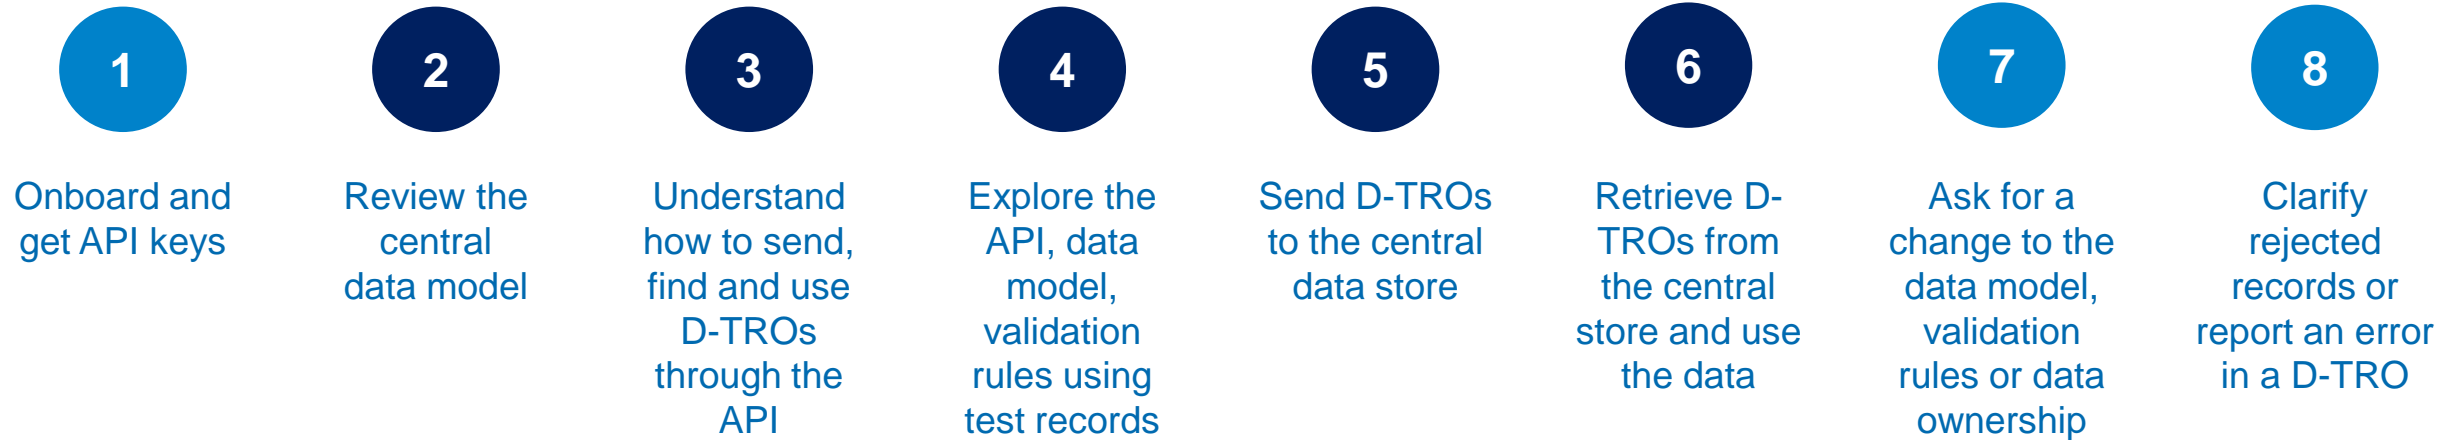 1
Onboard and
get API keys
2
Review the
central
data model
3
Understand
how to send,
find and use
D-TROs
through the
API
4
Explore the
API, data
model,
validation
rules using
test records
5
Send D-TROs
to the central
data store
6
Retrieve D-
TROs from
the central
store and use
the data
7
Ask for a
change to the
data model,
validation
rules or data
ownership
8
Clarify
rejected
records or
report an error
in a D-TRO